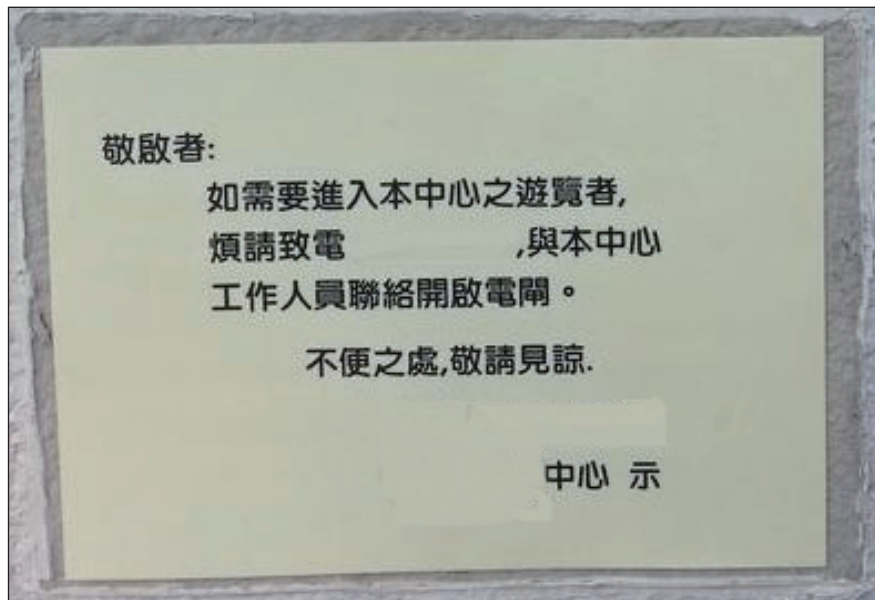 敬啟者:
如需要進入本中心之遊覽者,
煩請致電 ,與本中心
工作人員聯絡開啟電閘。
不便之處,敬請見諒.
中心 示